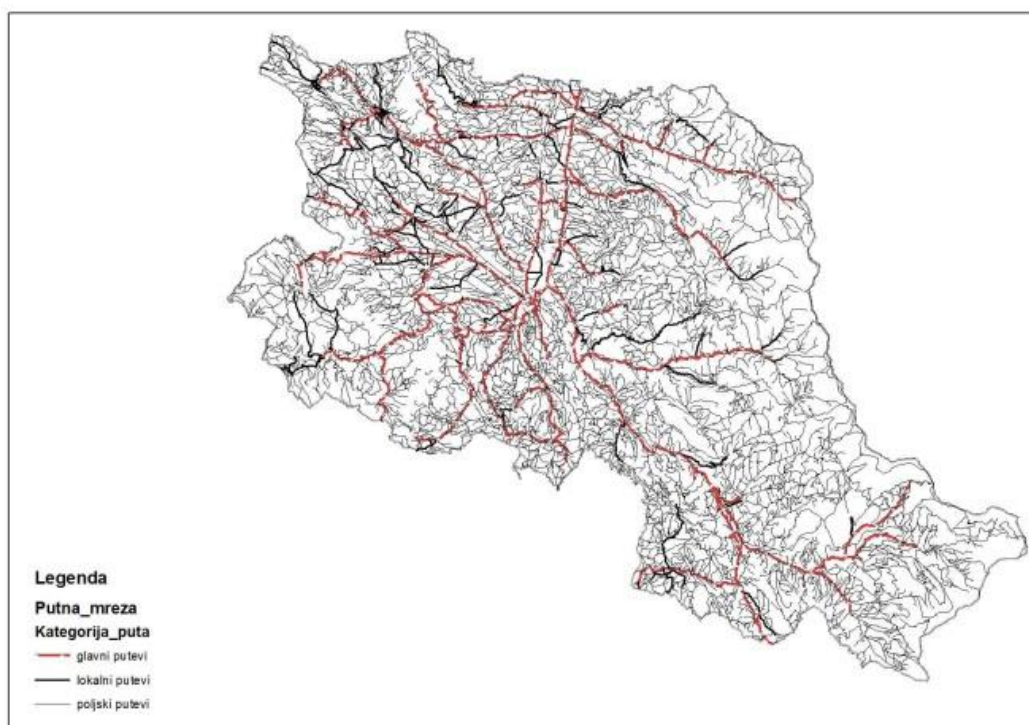 Legenda
Putna_mreza
Kategorija_puta
glavni putevi
lokalni putevi
poljski putevi